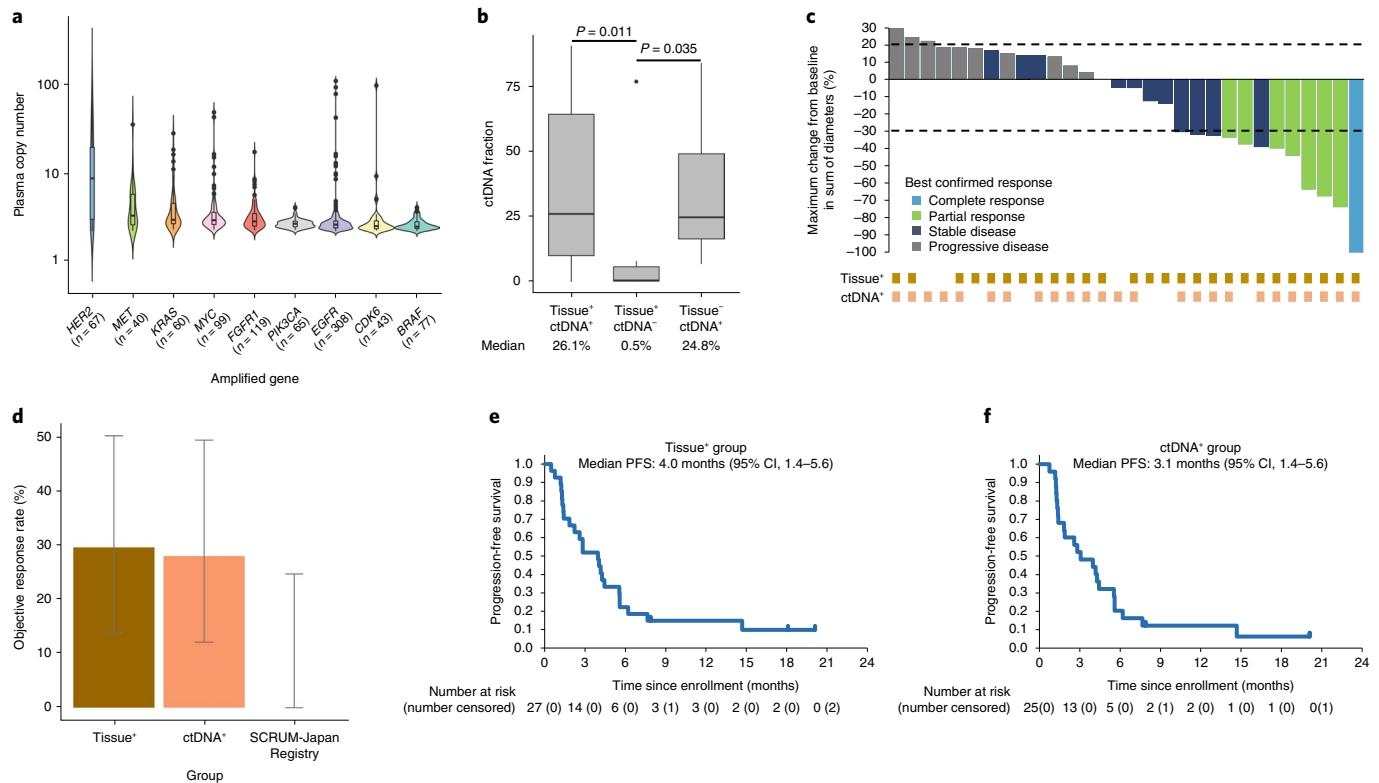 a
Plasma copy number
100
10
1
HER2
(n = 67)
MET
(n = 40)
KRAS
(n = 60)
MYC
(n = 99)
FGFR1
(n = 119)
PIK3CA
(n = 65)
EGFR
(n = 308)
CDK6
(n = 43)
BRAF
(n = 77)
Amplified gene
b
P = 0.011
P = 0.035
ctDNA fraction
75
50
25
0
Tissue⁺ Tissue⁺ Tissue⁻
ctDNA⁺ ctDNA⁻ ctDNA⁺
Median 26.1% 0.5% 24.8%
c
Maximum change from baseline
in sum of diameters (%)
30
20
10
0
−10
−20
−30
−40
−50
−60
−70
−80
−90
−100
Best confirmed response
Complete response
Partial response
Stable disease
Progressive disease
Tissue⁺
ctDNA⁺
d
Objective response rate (%)
50
40
30
20
10
0
Tissue⁺ ctDNA⁺ SCRUM-Japan
Registry
Group
e
Tissue⁺ group
Median PFS: 4.0 months (95% CI, 1.4–5.6)
Progression-free survival
1.0
0.9
0.8
0.7
0.6
0.5
0.4
0.3
0.2
0.1
0.0
0 3 6 9 12 15 18 21 24
Time since enrollment (months)
Number at risk
(number censored) 27 (0) 14 (0) 6 (0) 3 (1) 3 (0) 2 (0) 2 (0) 0 (2)
f
ctDNA⁺ group
Median PFS: 3.1 months (95% CI, 1.4–5.6)
Progression-free survival
1.0
0.9
0.8
0.7
0.6
0.5
0.4
0.3
0.2
0.1
0.0
0 3 6 9 12 15 18 21 24
Time since enrollment (months)
Number at risk
(number censored) 25(0) 13 (0) 5 (0) 2 (1) 2 (0) 1 (0) 1 (0) 0(1)